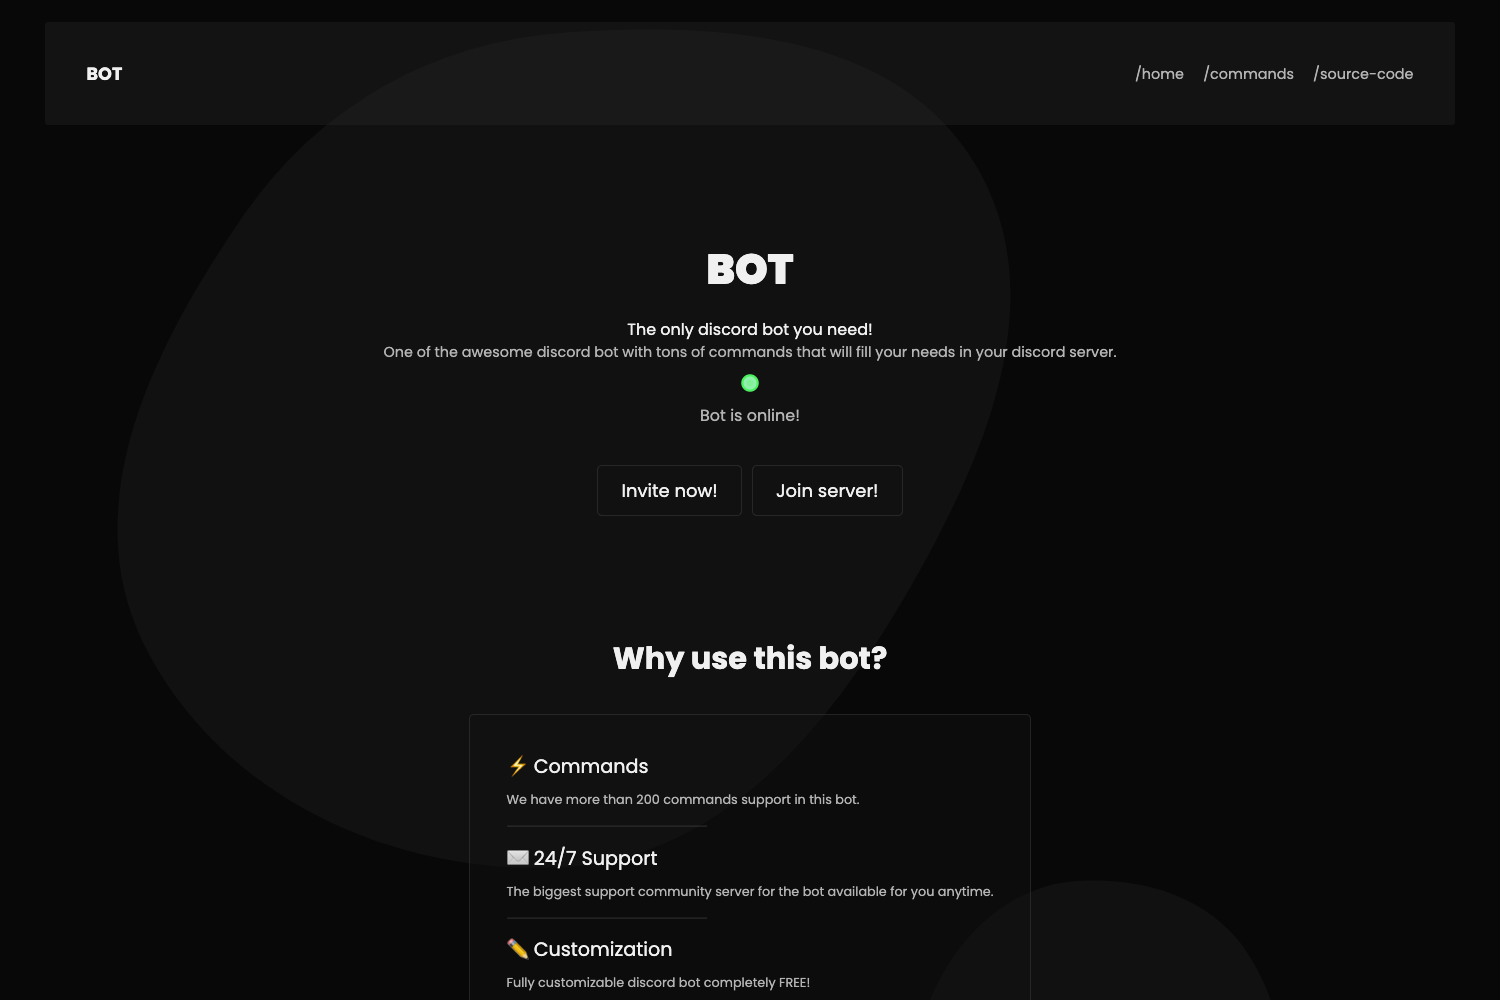 BOT
/home /commands /source-code
BOT
The only discord bot you need!
One of the awesome discord bot with tons of commands that will fill your needs in your discord server.
Bot is online!
Invite now! Join server!
Why use this bot?
⚡ Commands
We have more than 200 commands support in this bot.
✉️ 24/7 Support
The biggest support community server for the bot available for you anytime.
✏️ Customization
Fully customizable discord bot completely FREE!